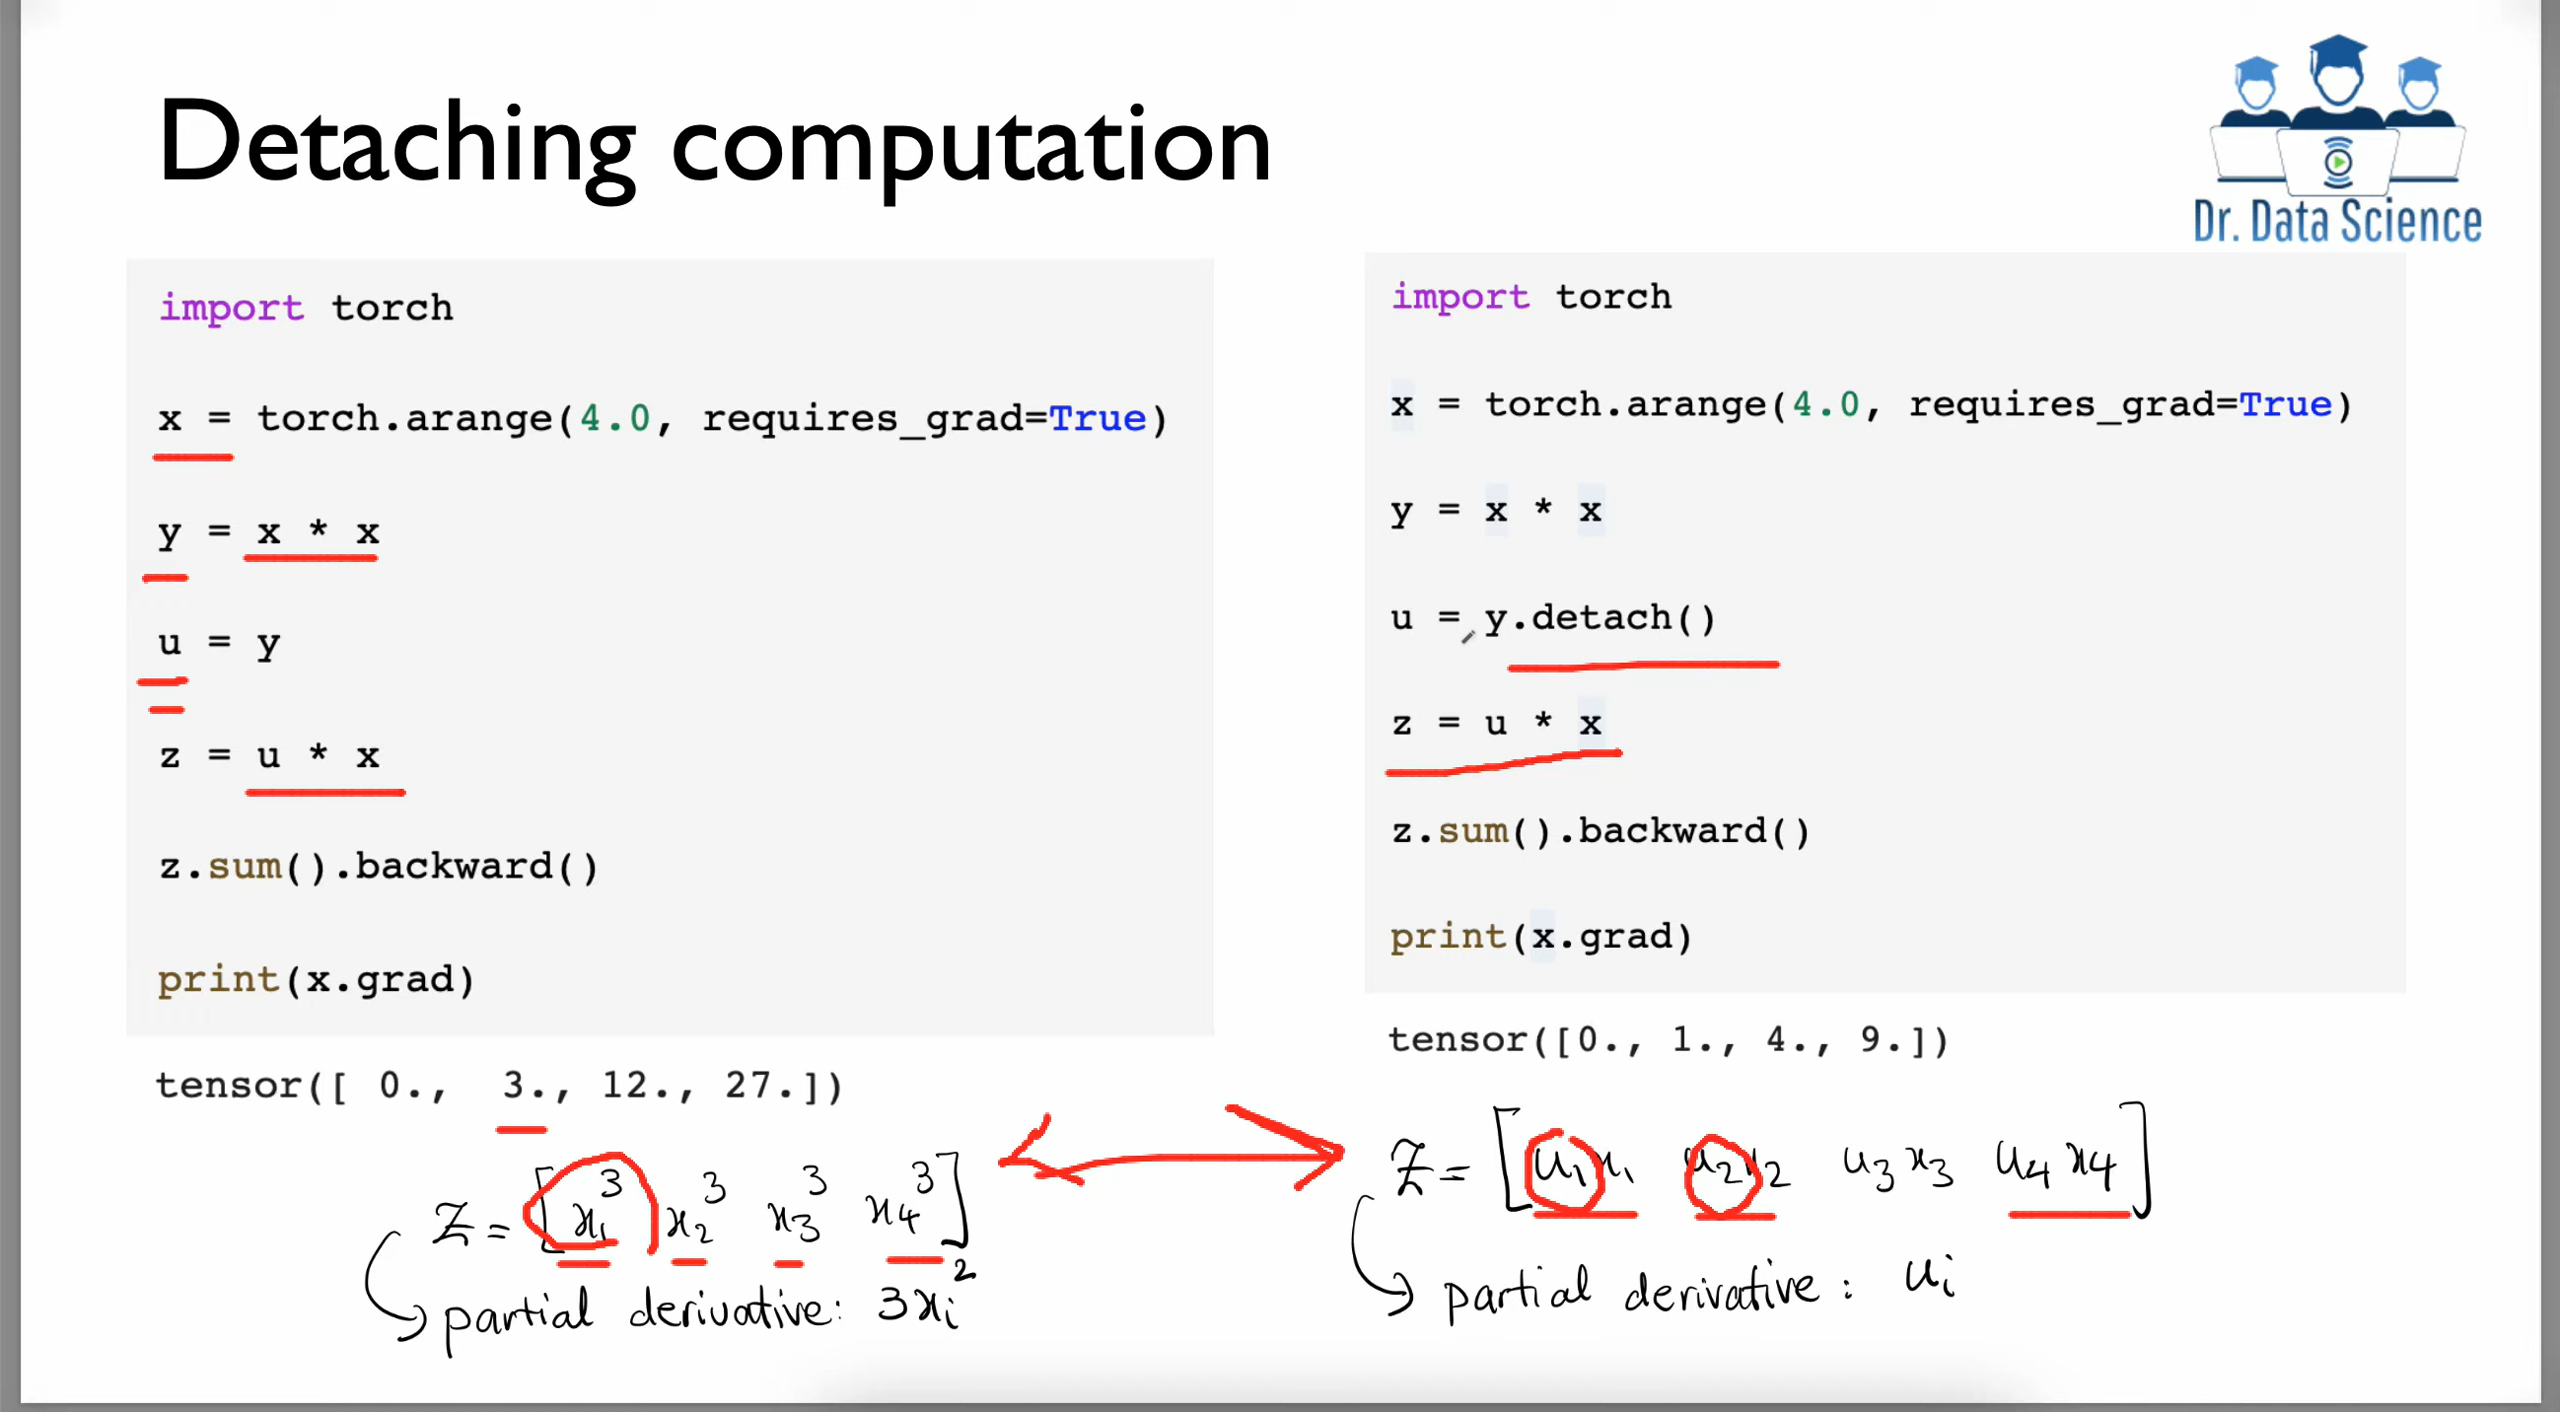 Detaching computation
Dr. Data Science
import torch
x = torch.arange(4.0, requires_grad=True)
y = x * x
u = y
z = u * x
z.sum().backward()
print(x.grad)
tensor([ 0.,  3., 12., 27.])
Z = [x₁³ x₂³ x₃³ x₄³]
partial derivative: 3xᵢ²
import torch
x = torch.arange(4.0, requires_grad=True)
y = x * x
u = y.detach()
z = u * x
z.sum().backward()
print(x.grad)
tensor([0., 1., 4., 9.])
Z = [u₁x₁ u₂x₂ u₃x₃ u₄x₄]
partial derivative: uᵢ